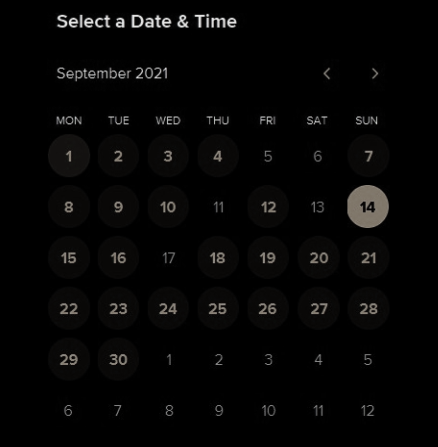 Select a Date & Time
September 2021
MON TUE WED THU FRI SAT SUN
1 2 3 4 5 6 7
8 9 10 11 12 13 14
15 16 17 18 19 20 21
22 23 24 25 26 27 28
29 30 1 2 3 4 5
6 7 8 9 10 11 12